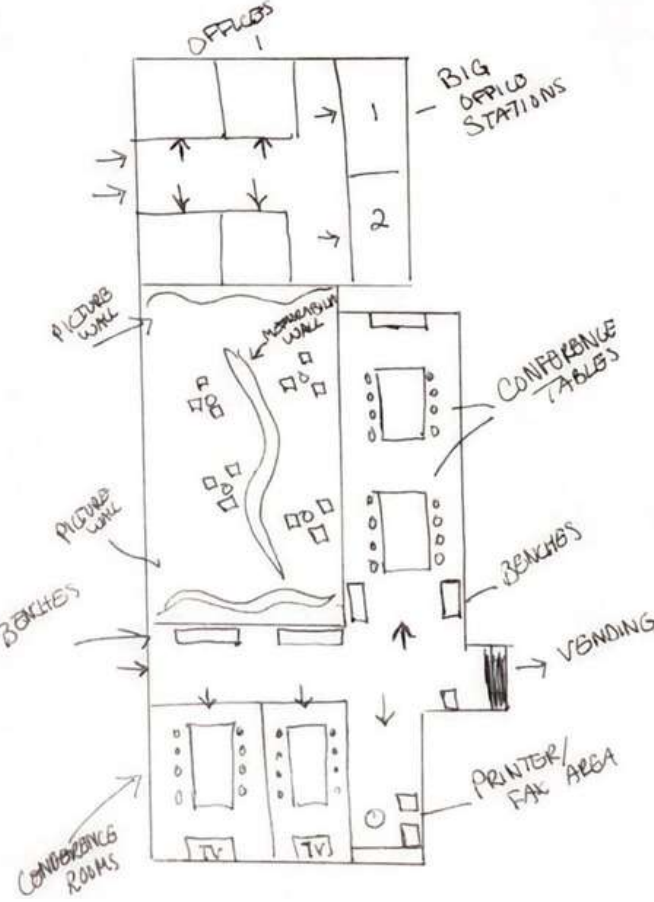 OFFICES
1
BIG
OFFICE
STATIONS
1
2
PICTURE
WALL
MEMORABILIA
WALL
CONFERENCE
TABLES
PICTURE
WALL
BENCHES
BENCHES
VENDING
PRINTER/
FAX AREA
TV
TV
CONFERENCE
ROOMS